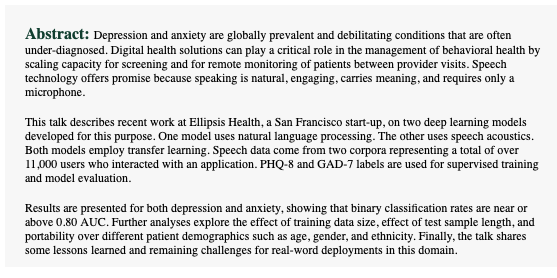 Abstract: Depression and anxiety are globally prevalent and debilitating conditions that are often
under-diagnosed. Digital health solutions can play a critical role in the management of behavioral health by
scaling capacity for screening and for remote monitoring of patients between provider visits. Speech
technology offers promise because speaking is natural, engaging, carries meaning, and requires only a
microphone.
This talk describes recent work at Ellipsis Health, a San Francisco start-up, on two deep learning models
developed for this purpose. One model uses natural language processing. The other uses speech acoustics.
Both models employ transfer learning. Speech data come from two corpora representing a total of over
11,000 users who interacted with an application. PHQ-8 and GAD-7 labels are used for supervised training
and model evaluation.
Results are presented for both depression and anxiety, showing that binary classification rates are near or
above 0.80 AUC. Further analyses explore the effect of training data size, effect of test sample length, and
portability over different patient demographics such as age, gender, and ethnicity. Finally, the talk shares
some lessons learned and remaining challenges for real-word deployments in this domain.